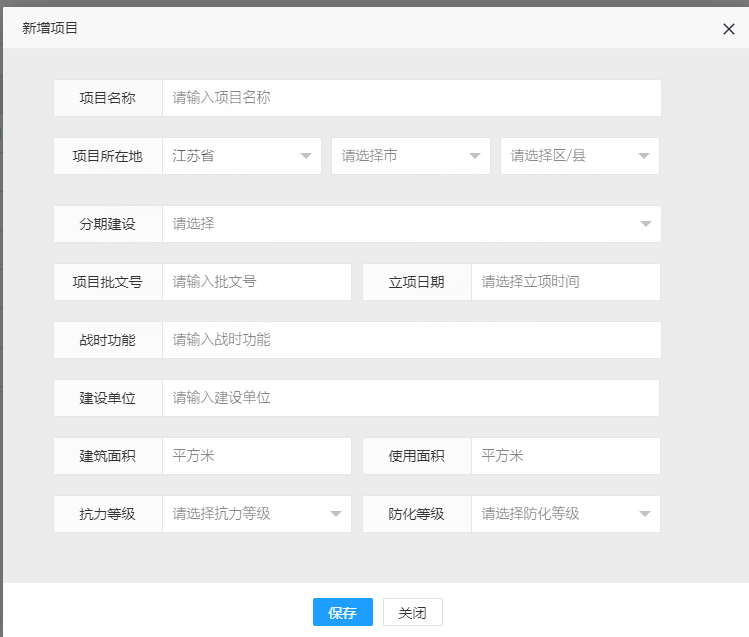 新增项目
项目名称 请输入项目名称
项目所在地 江苏省 请选择市 请选择区/县
分期建设 请选择
项目批文号 请输入批文号 立项日期 请选择立项时间
战时功能 请输入战时功能
建设单位 请输入建设单位
建筑面积 平方米 使用面积 平方米
抗力等级 请选择抗力等级 防化等级 请选择防化等级
保存 关闭